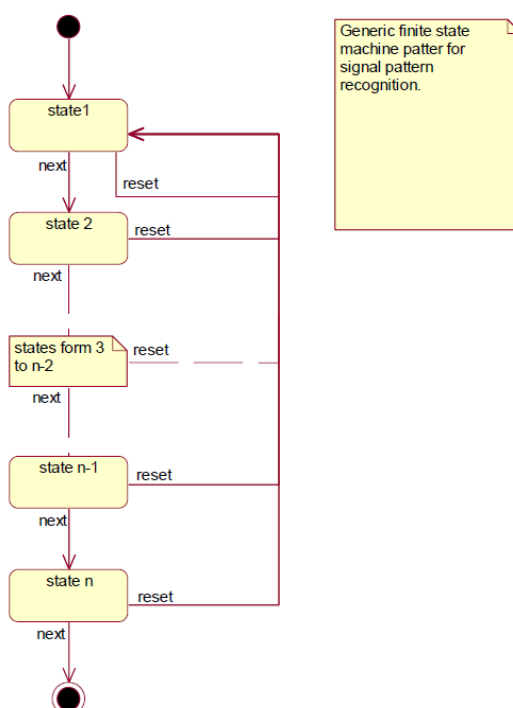 Generic finite state
machine patter for
signal pattern
recognition.
state1
next
reset
state 2
reset
next
states form 3
to n-2
reset
next
state n-1
reset
next
state n
reset
next